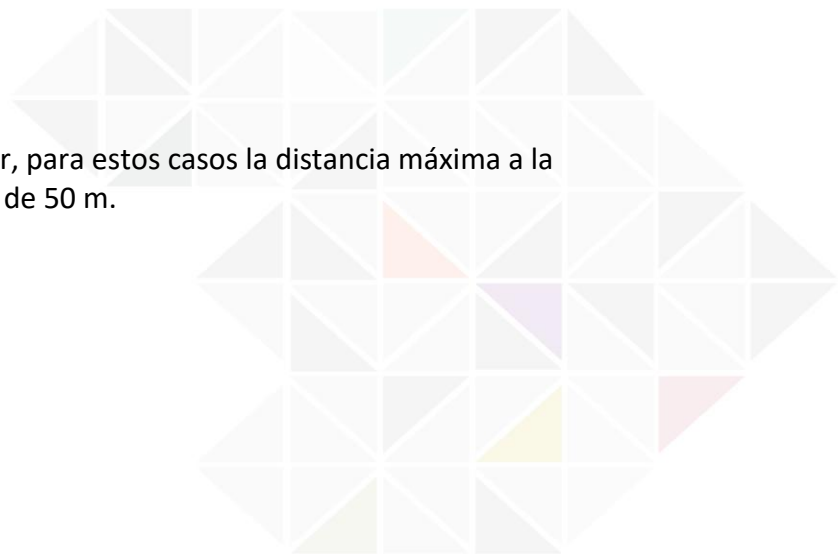 r, para estos casos la distancia máxima a la
de 50 m.